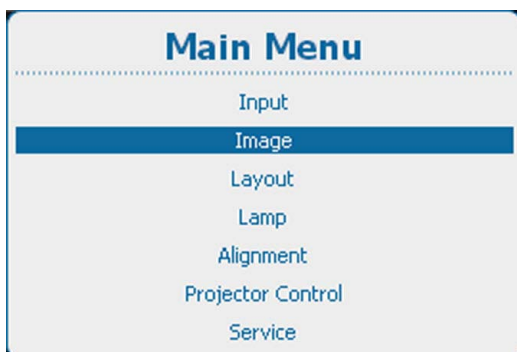 Main Menu
Input
Image
Layout
Lamp
Alignment
Projector Control
Service